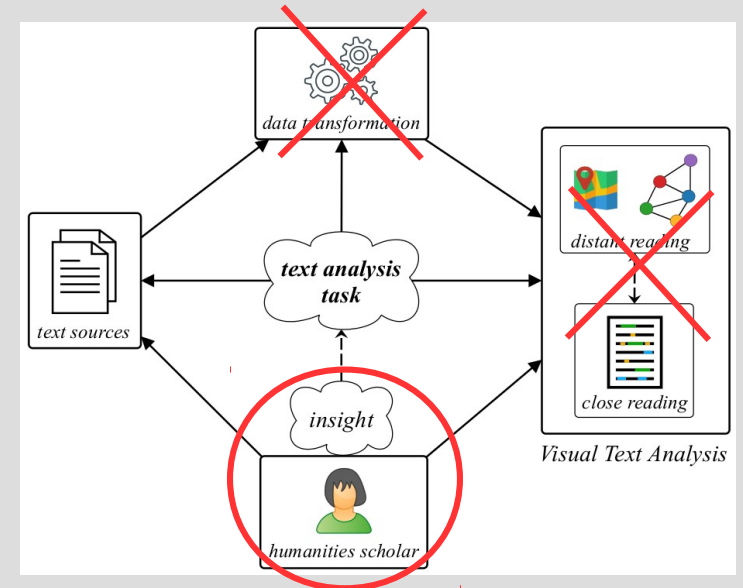 data transformation
distant reading
text analysis
task
text sources
close reading
insight
Visual Text Analysis
humanities scholar